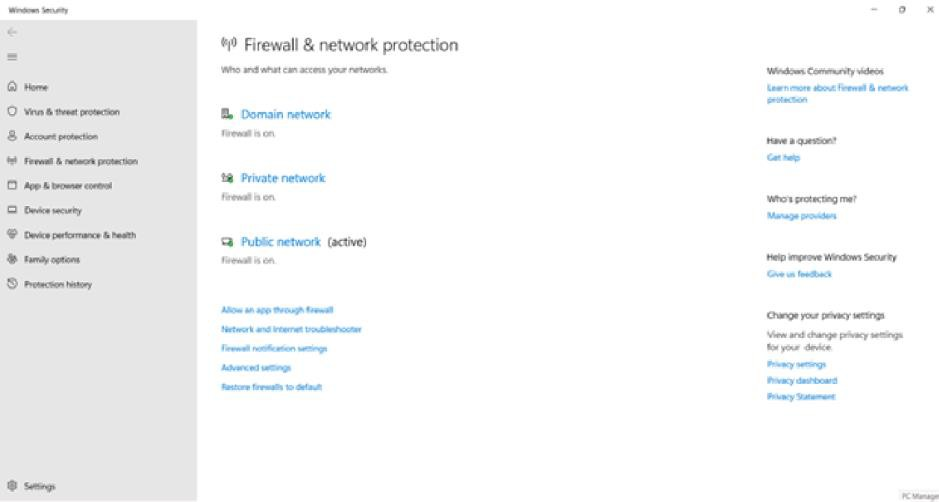 Windows Security
Home
Virus & threat protection
Account protection
Firewall & network protection
App & browser control
Device security
Device performance & health
Family options
Protection history
Settings
Firewall & network protection
Who and what can access your networks.
Domain network
Firewall is on.
Private network
Firewall is on.
Public network (active)
Firewall is on.
Allow an app through firewall
Network and Internet troubleshooter
Firewall notification settings
Advanced settings
Restore firewalls to default
Windows Community videos
Learn more about Firewall & network
protection
Have a question?
Get help
Who's protecting me?
Manage providers
Help improve Windows Security
Give us feedback
Change your privacy settings
View and change privacy settings
for your device.
Privacy settings
Privacy dashboard
Privacy Statement
PC Manage